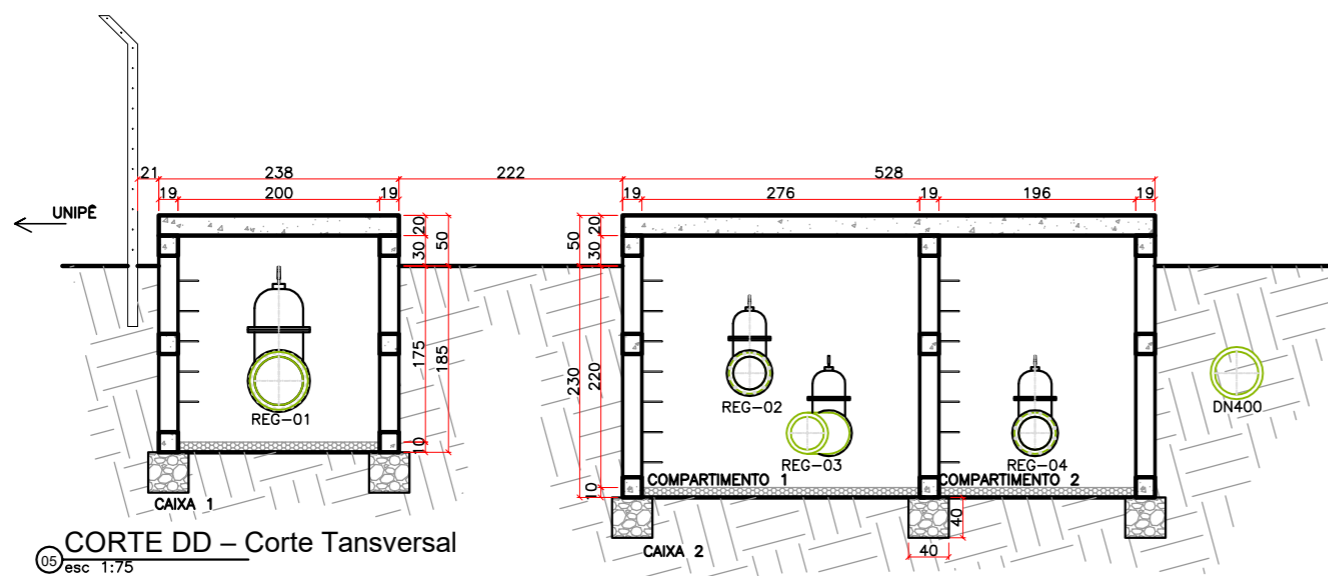 21 238 222 528
19 200 19 19 276 19 196 19
UNIPÊ
20 50 50 20
30 30
175 185 230 220
REG-01
REG-02
REG-03
REG-04
DN400
10
COMPARTIMENTO 1
COMPARTIMENTO 2
10
CAIXA 1
40
40
CAIXA 2
05 CORTE DD – Corte Tansversal
esc 1:75